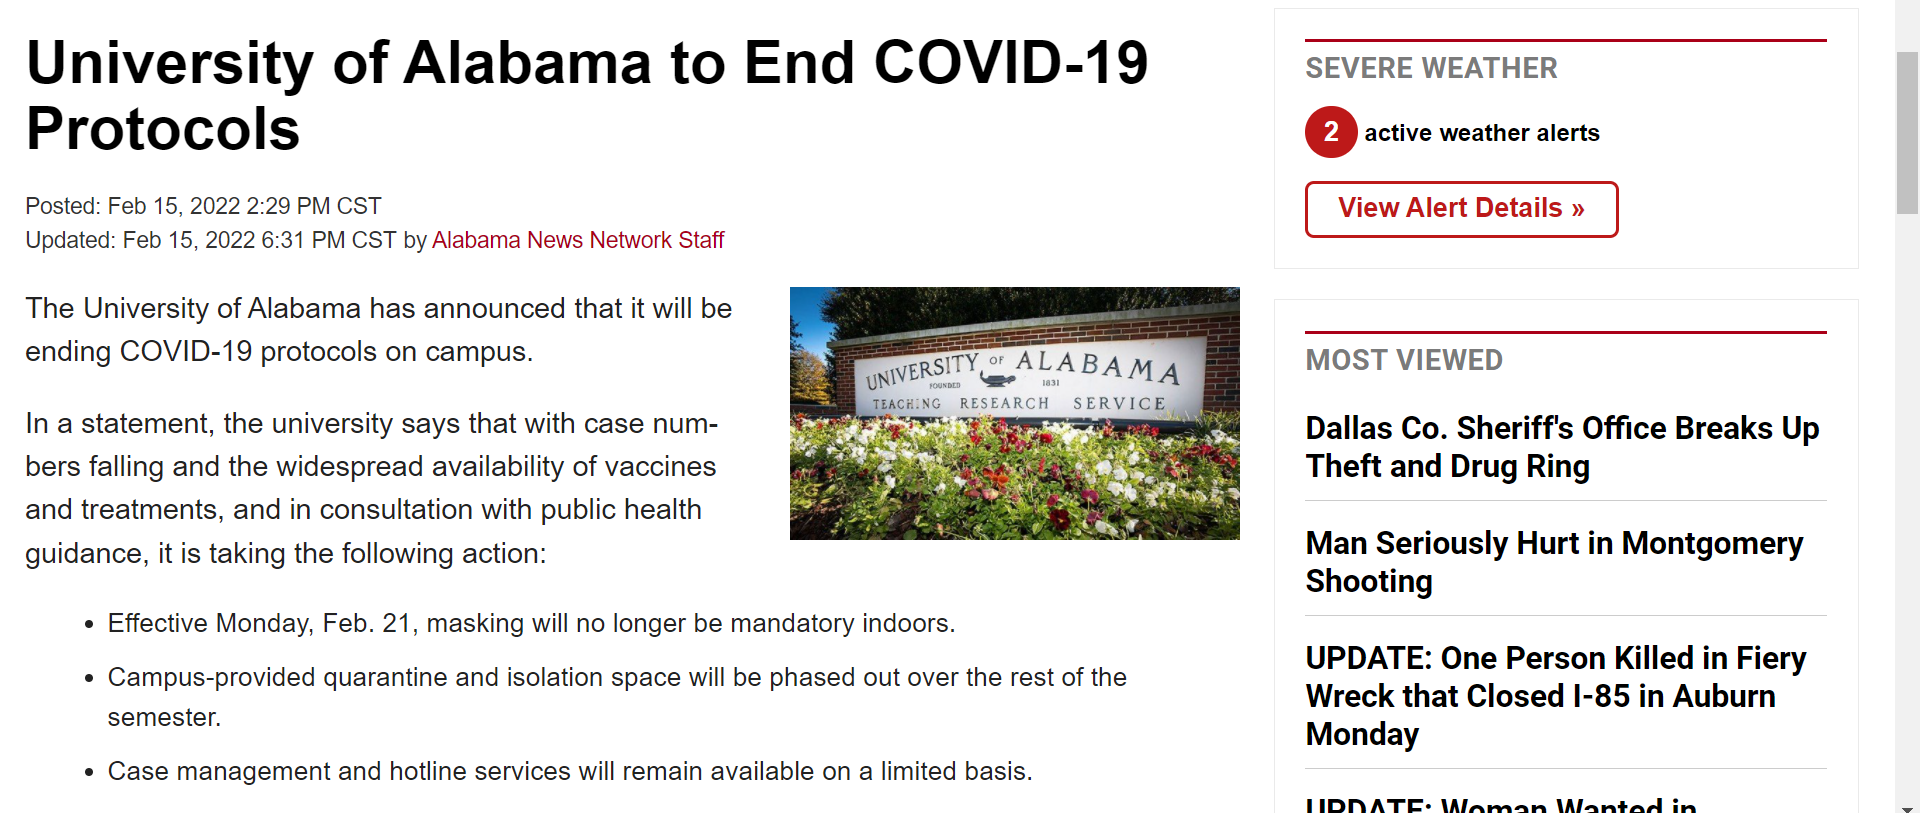 University of Alabama to End COVID-19
Protocols
Posted: Feb 15, 2022 2:29 PM CST
Updated: Feb 15, 2022 6:31 PM CST by Alabama News Network Staff
The University of Alabama has announced that it will be
ending COVID-19 protocols on campus.
In a statement, the university says that with case num-
bers falling and the widespread availability of vaccines
and treatments, and in consultation with public health
guidance, it is taking the following action:
UNIVERSITY OF ALABAMA
FOUNDED 1831
TEACHING RESEARCH SERVICE
• Effective Monday, Feb. 21, masking will no longer be mandatory indoors.
• Campus-provided quarantine and isolation space will be phased out over the rest of the
semester.
• Case management and hotline services will remain available on a limited basis.
SEVERE WEATHER
2 active weather alerts
View Alert Details »
MOST VIEWED
Dallas Co. Sheriff's Office Breaks Up
Theft and Drug Ring
Man Seriously Hurt in Montgomery
Shooting
UPDATE: One Person Killed in Fiery
Wreck that Closed I-85 in Auburn
Monday
UPDATE: Woman Wanted in